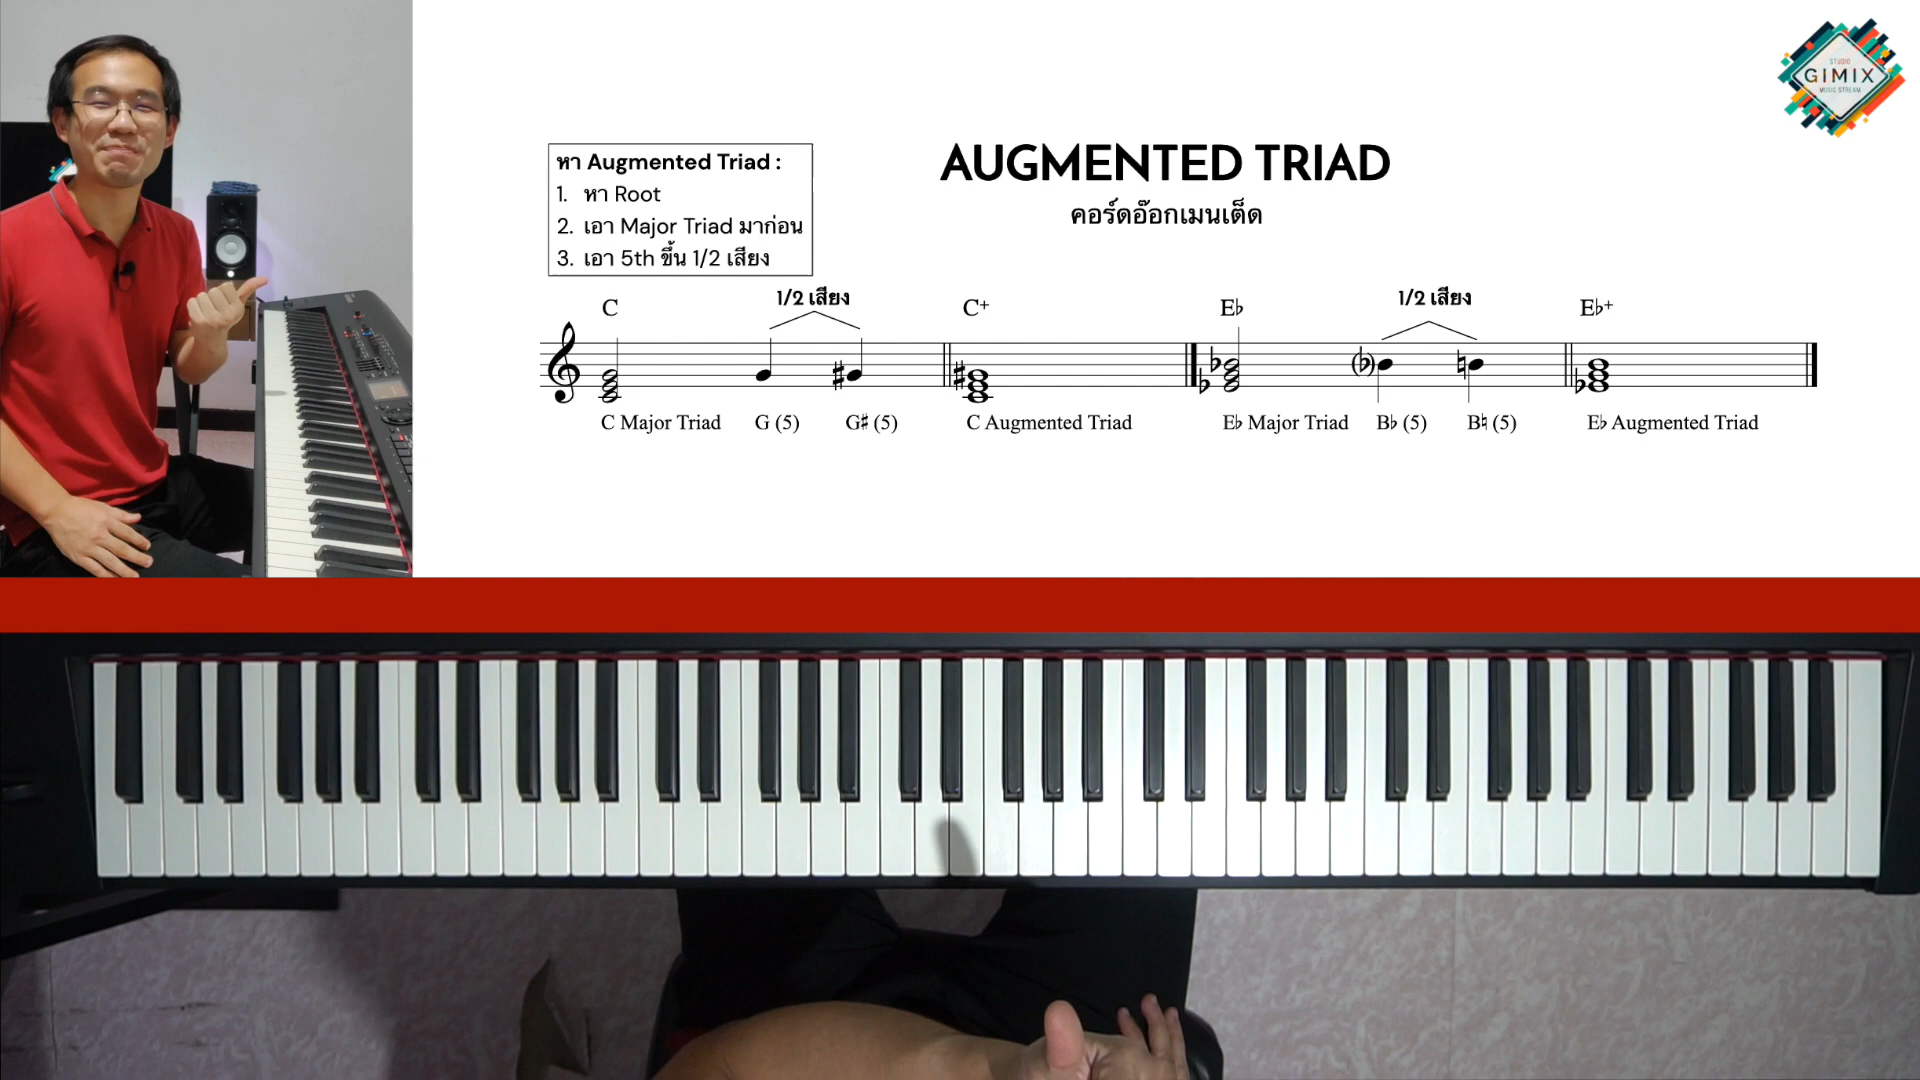 STUDIO
GIMIX
MUSIC STREAM
หา Augmented Triad :
1. หา Root
2. เอา Major Triad มาก่อน
3. เอา 5th ขึ้น 1/2 เสียง
AUGMENTED TRIAD
คอร์ดอ๊อกเมนเต็ด
1/2 เสียง 1/2 เสียง
C C+ E♭ E♭+
C Major Triad G (5) G♯ (5) C Augmented Triad E♭ Major Triad B♭ (5) B♮ (5) E♭ Augmented Triad